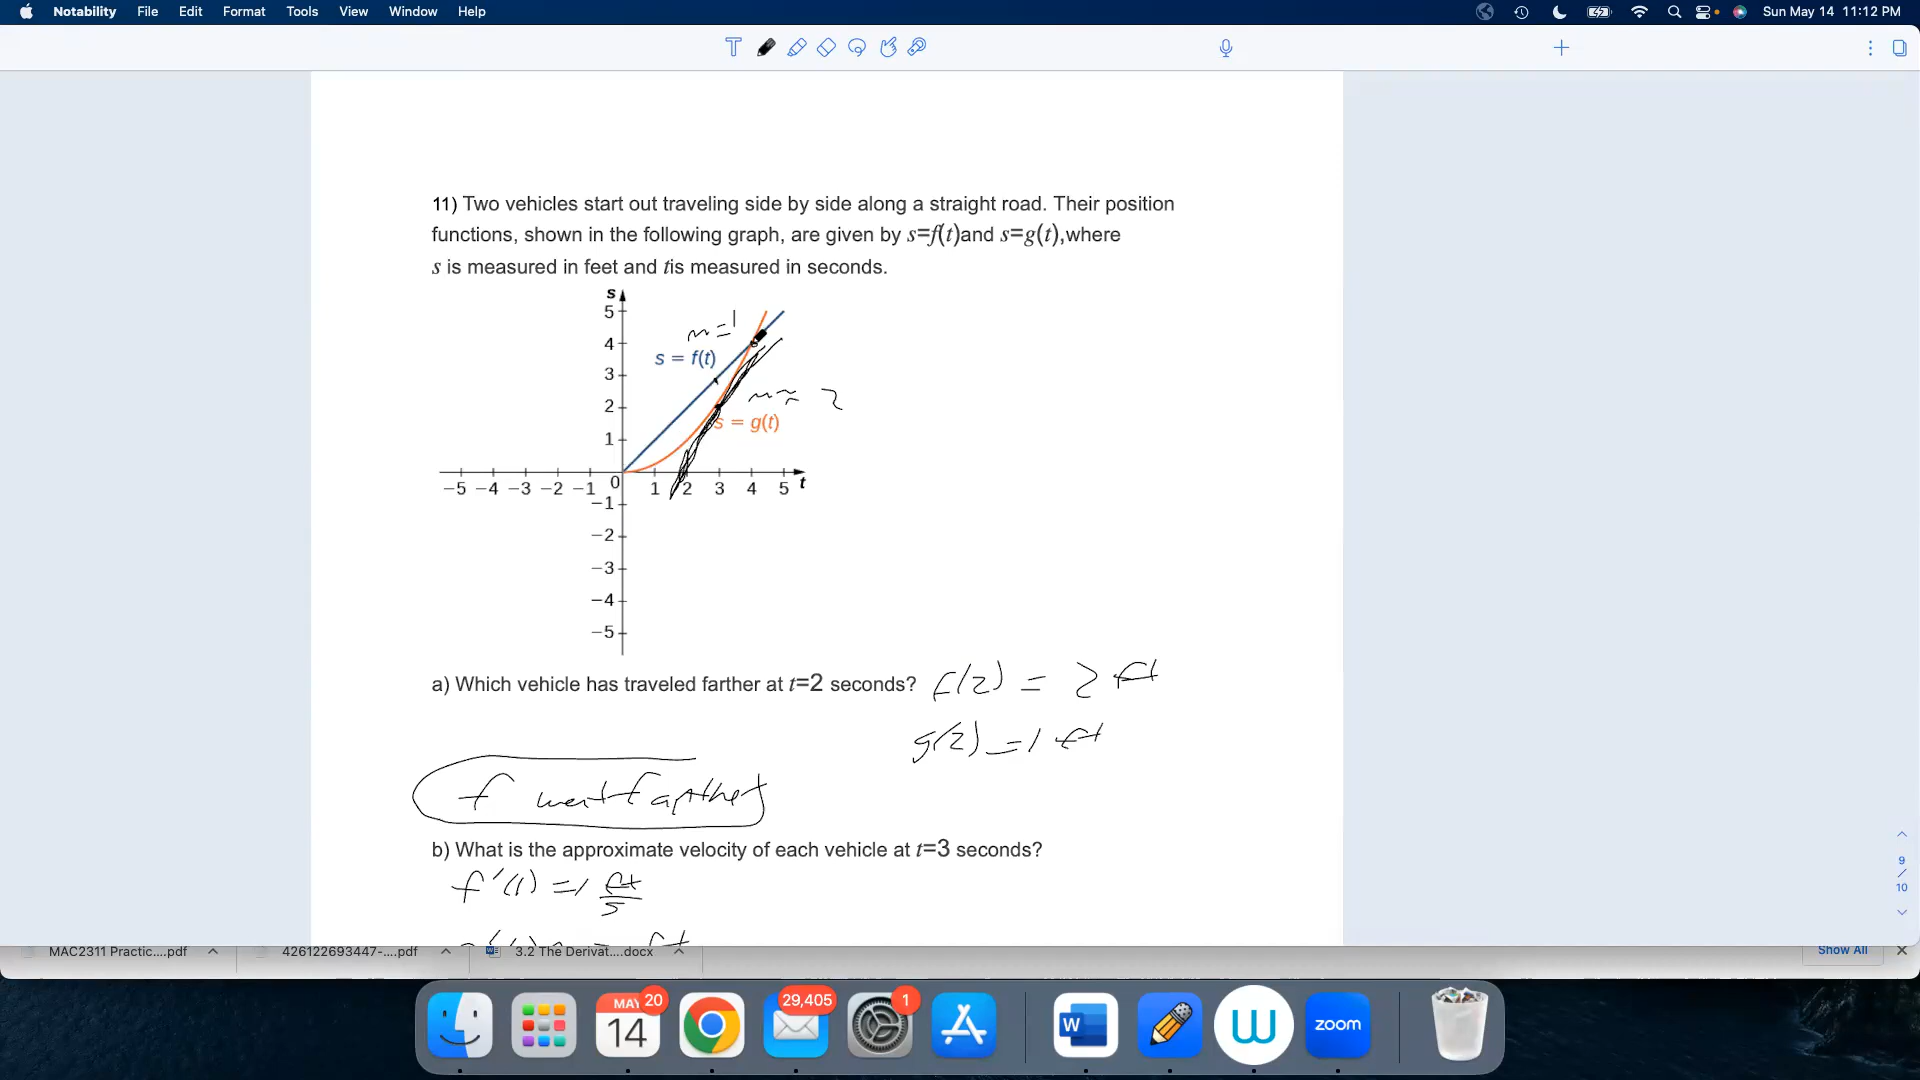 Notability File Edit Format Tools View Window Help Sun May 14 11:12 PM
11) Two vehicles start out traveling side by side along a straight road. Their position
functions, shown in the following graph, are given by s=f(t)and s=g(t),where
s is measured in feet and tis measured in seconds.
s
5
m=1
4
s = f(t)
3
m≈ 2
2
s = g(t)
1
-5 -4 -3 -2 -1 0 1 2 3 4 5 t
-1
-2
-3
-4
-5
a) Which vehicle has traveled farther at t=2 seconds? f(2) = 2 ft
g(2) = 1 ft
f went farther
b) What is the approximate velocity of each vehicle at t=3 seconds?
f'(1) =1 ft/s
9
/
10
MAC2311 Practic....pdf 426122693447-....pdf 3.2 The Derivat....docx Show All
MAY 20 29,405 1
14 W zoom